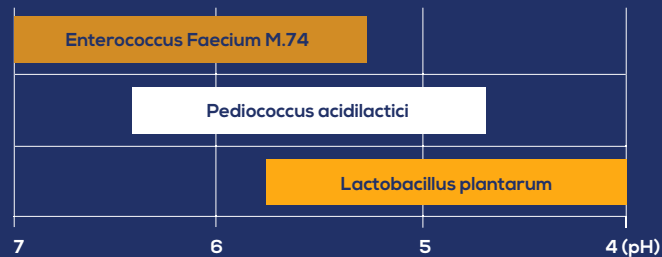 Enterococcus Faecium M.74
Pediococcus acidilactici
Lactobacillus plantarum
7 6 5 4 (pH)